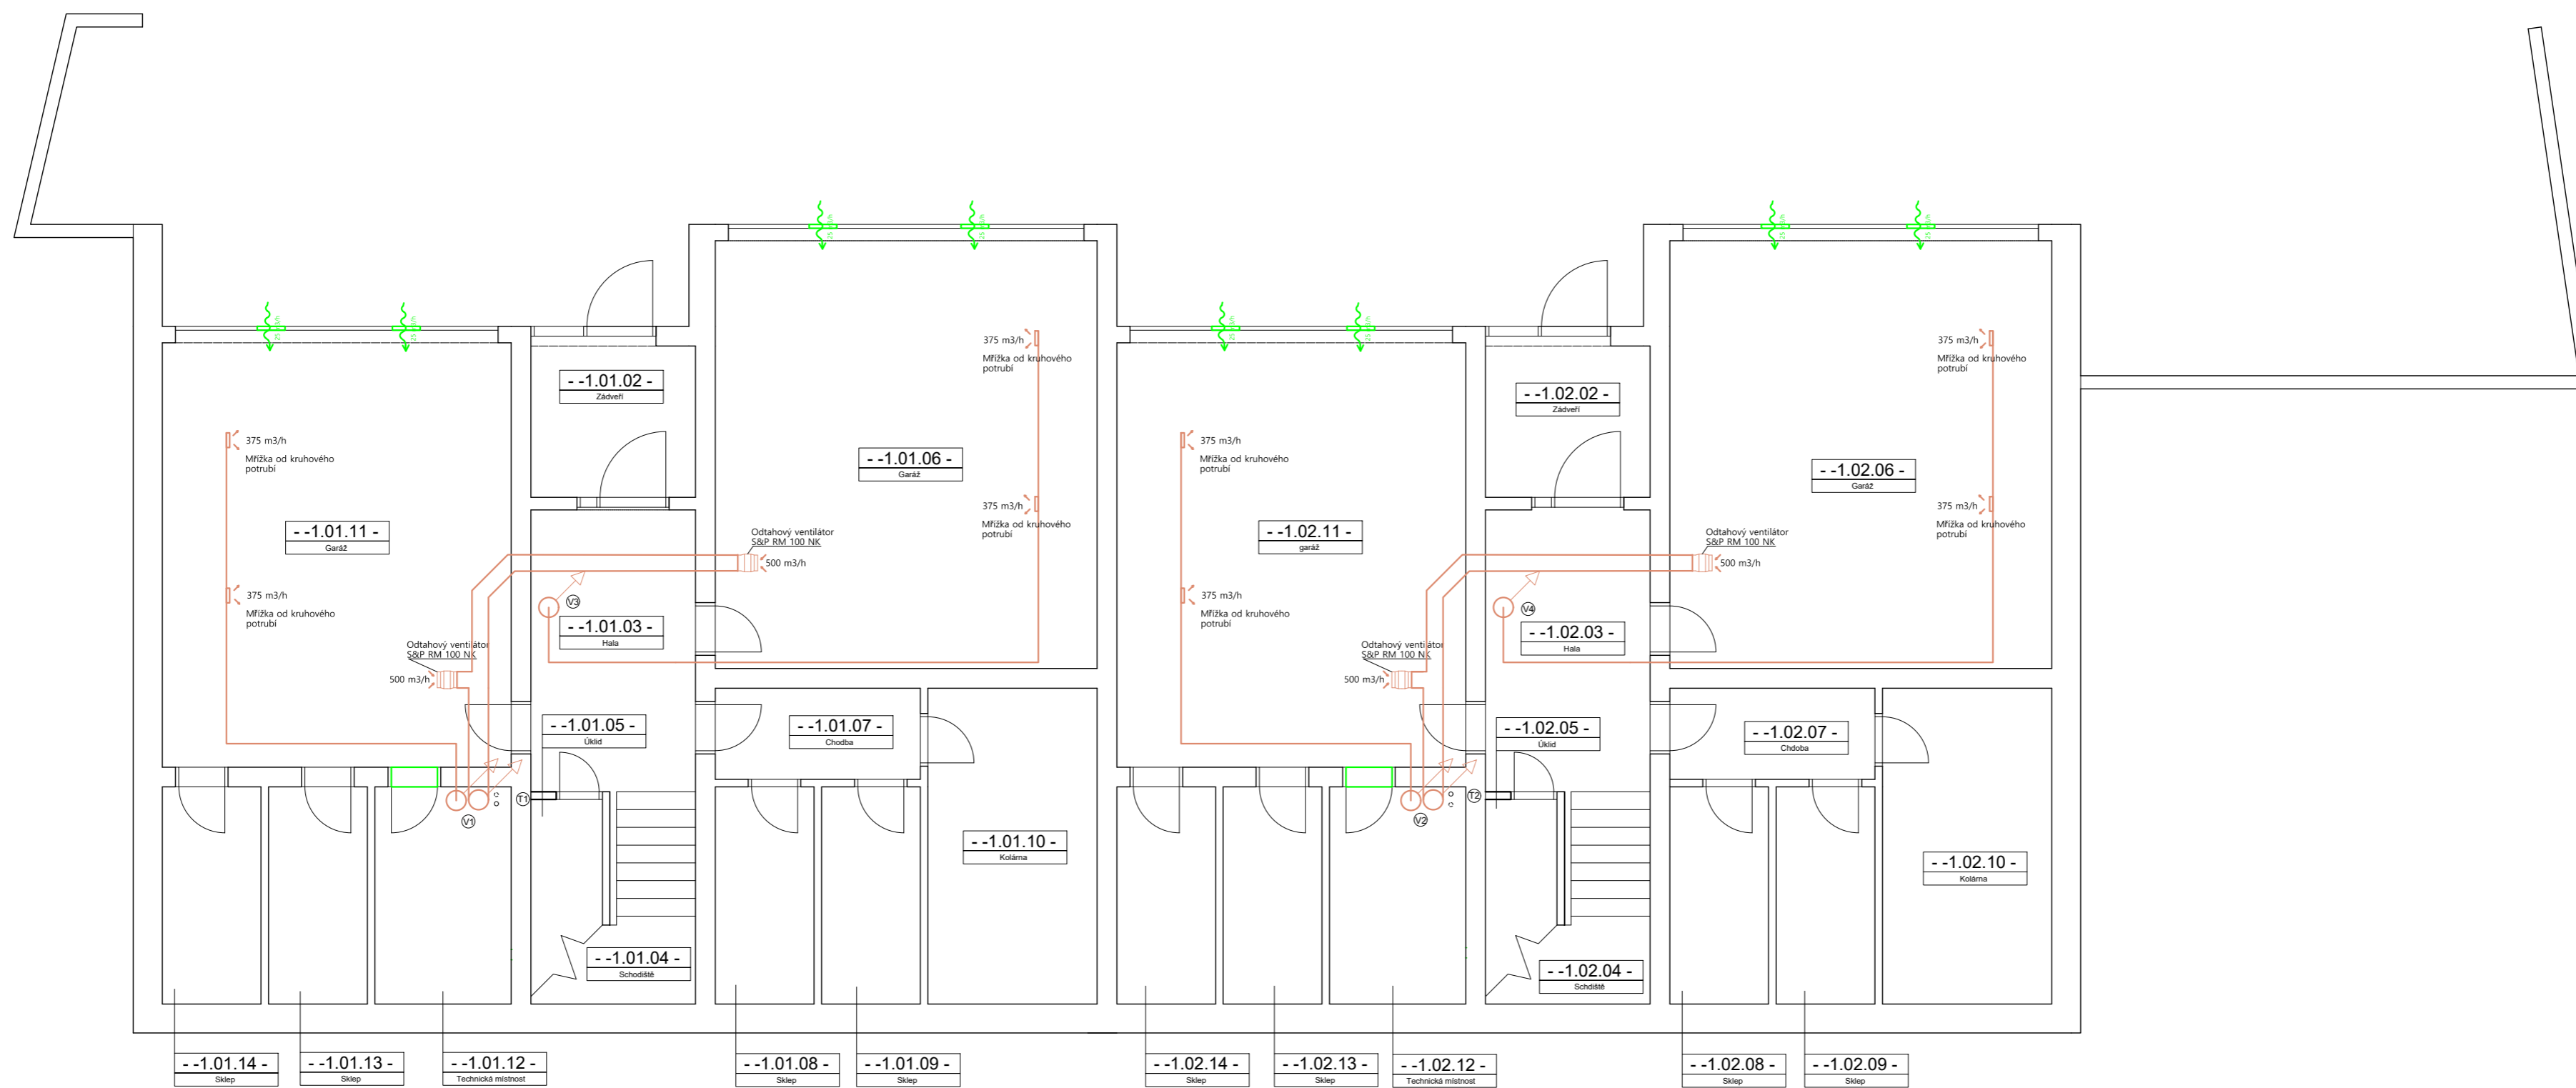 - -1.01.02 -
Zádveří
- -1.02.02 -
Zádveří
375 m3/h
Mřížka od kruhového
potrubí
375 m3/h
Mřížka od kruhového
potrubí
375 m3/h
Mřížka od kruhového
potrubí
- -1.01.06 -
Garáž
375 m3/h
Mřížka od kruhového
potrubí
- -1.02.06 -
Garáž
375 m3/h
Mřížka od kruhového
potrubí
375 m3/h
Mřížka od kruhového
potrubí
- -1.01.11 -
Garáž
Odtahový ventilátor
S&P RM 100 NK
500 m3/h
- -1.02.11 -
garáž
Odtahový ventilátor
S&P RM 100 NK
500 m3/h
375 m3/h
Mřížka od kruhového
potrubí
V3
- -1.01.03 -
Hala
375 m3/h
Mřížka od kruhového
potrubí
V4
- -1.02.03 -
Hala
Odtahový ventilátor
S&P RM 100 NK
500 m3/h
Odtahový ventilátor
S&P RM 100 NK
500 m3/h
- -1.01.05 -
Úklid
- -1.01.07 -
Chodba
- -1.02.05 -
Úklid
- -1.02.07 -
Chdoba
T1
V1
T2
V2
- -1.01.10 -
Kolárna
- -1.02.10 -
Kolárna
- -1.01.04 -
Schodiště
- -1.02.04 -
Schdiště
- -1.01.14 -
Sklep
- -1.01.13 -
Sklep
- -1.01.12 -
Technická místnost
- -1.01.08 -
Sklep
- -1.01.09 -
Sklep
- -1.02.14 -
Sklep
- -1.02.13 -
Sklep
- -1.02.12 -
Technická místnost
- -1.02.08 -
Sklep
- -1.02.09 -
Sklep